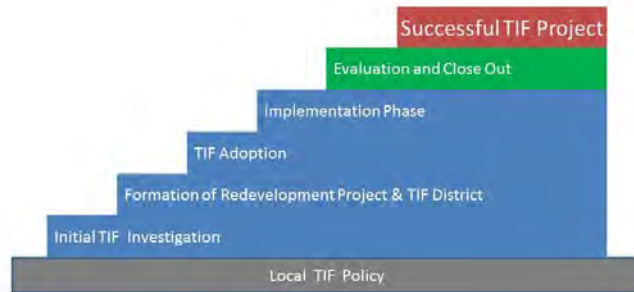 Successful TIF Project
Evaluation and Close Out
Implementation Phase
TIF Adoption
Formation of Redevelopment Project & TIF District
Initial TIF Investigation
Local TIF Policy